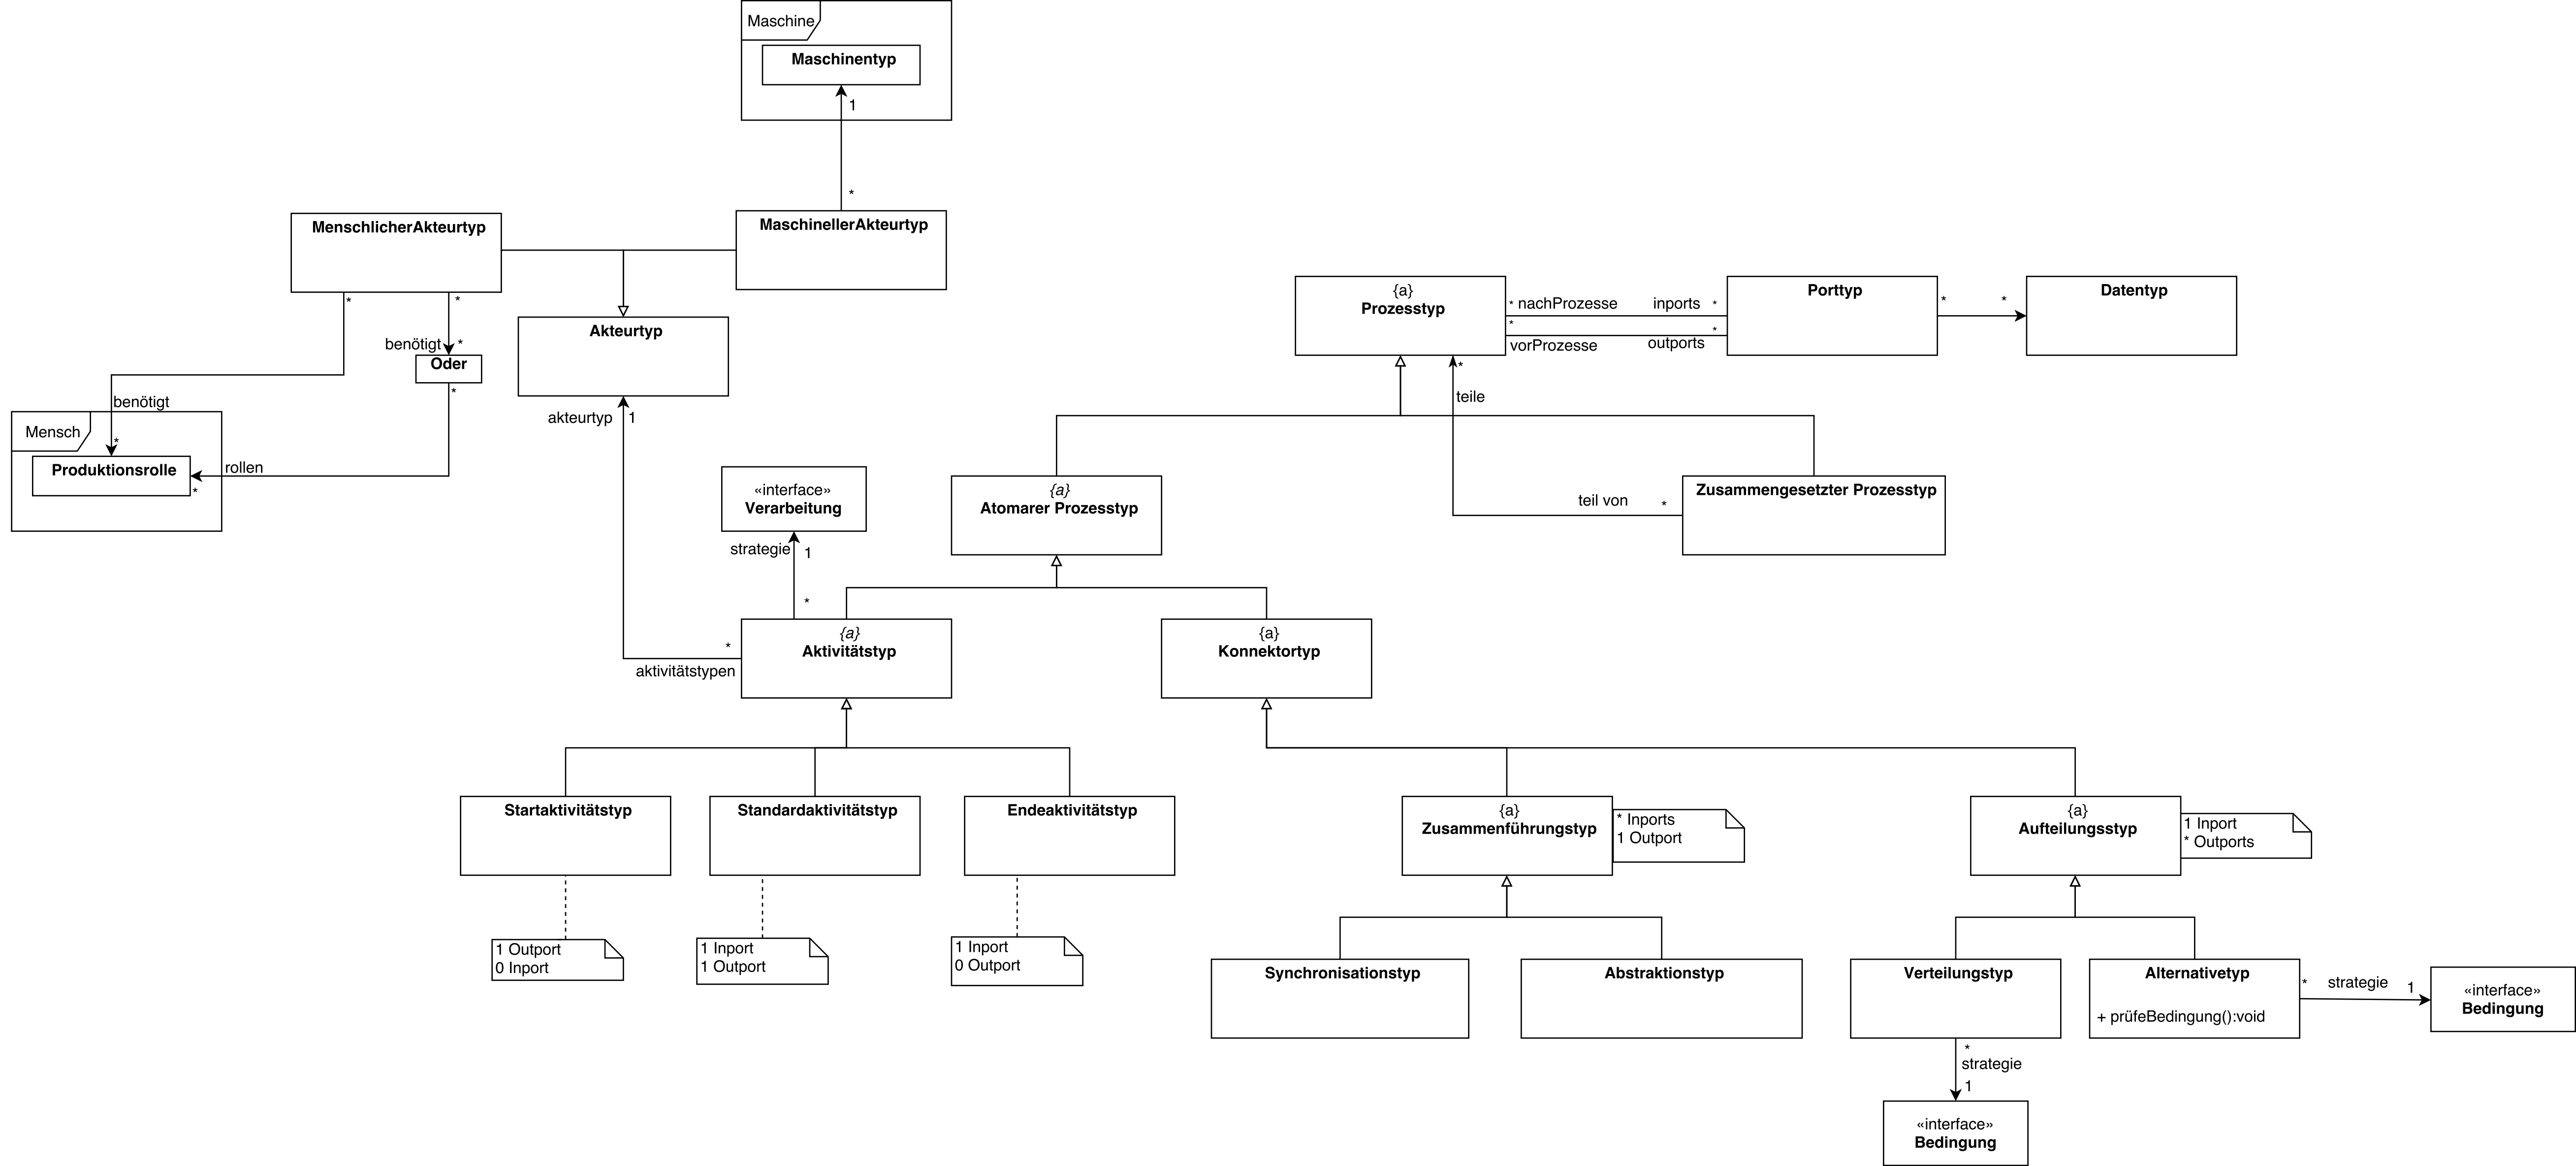 Maschine
Maschinentyp
1
*
MenschlicherAkteurtyp
MaschinellerAkteurtyp
*
*
benötigt
*
Oder
*
benötigt
*
Mensch
Produktionsrolle
rollen
*
Akteurtyp
akteurtyp
1
{a}
Prozesstyp
* nachProzesse
inports
*
*
vorProzesse
outports
*
Porttyp
*
*
Datentyp
*
teile
teil von
*
«interface»
Verarbeitung
strategie
1
*
{a}
Atomarer Prozesstyp
Zusammengesetzter Prozesstyp
*
aktivitätstypen
{a}
Aktivitätstyp
{a}
Konnektortyp
Startaktivitätstyp
Standardaktivitätstyp
Endeaktivitätstyp
{a}
Zusammenführungstyp
* Inports
1 Outport
{a}
Aufteilungsstyp
1 Inport
* Outports
1 Outport
0 Inport
1 Inport
1 Outport
1 Inport
0 Outport
Synchronisationstyp
Abstraktionstyp
Verteilungstyp
Alternativetyp
+ prüfeBedingung():void
*
strategie
1
«interface»
Bedingung
*
strategie
1
«interface»
Bedingung